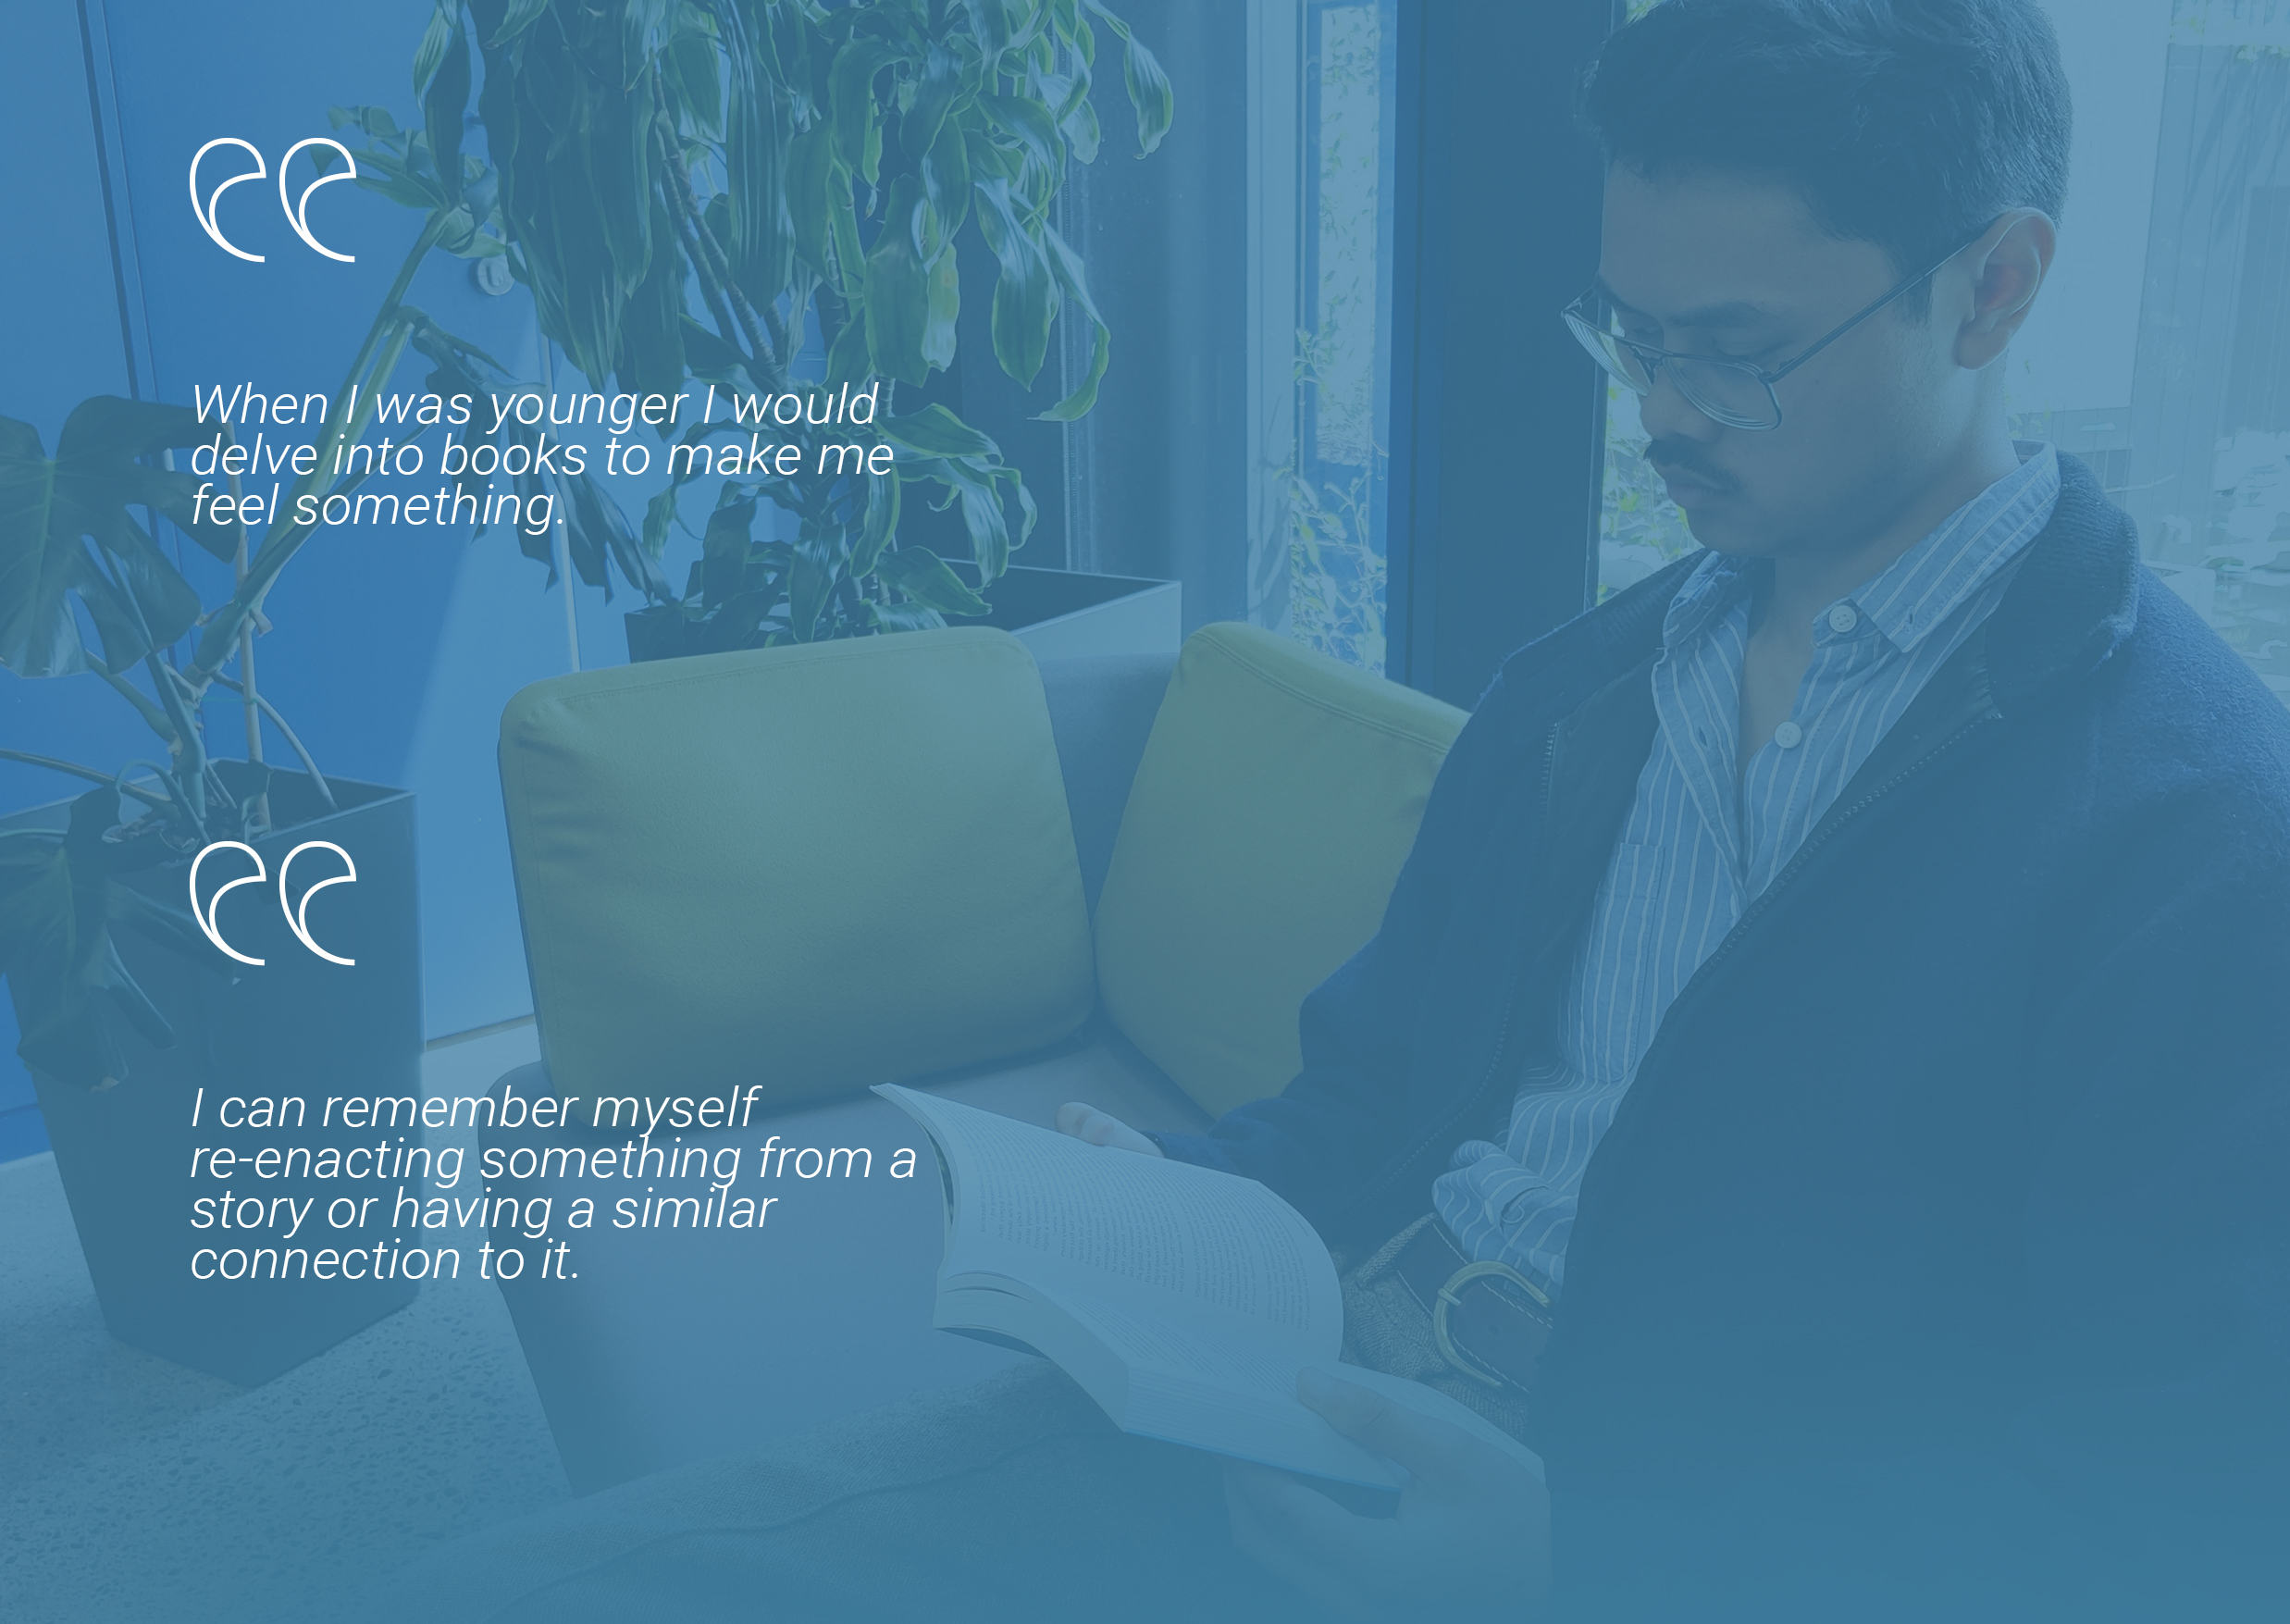 When I was younger I would
delve into books to make me
feel something.
I can remember myself
re-enacting something from a
story or having a similar
connection to it.